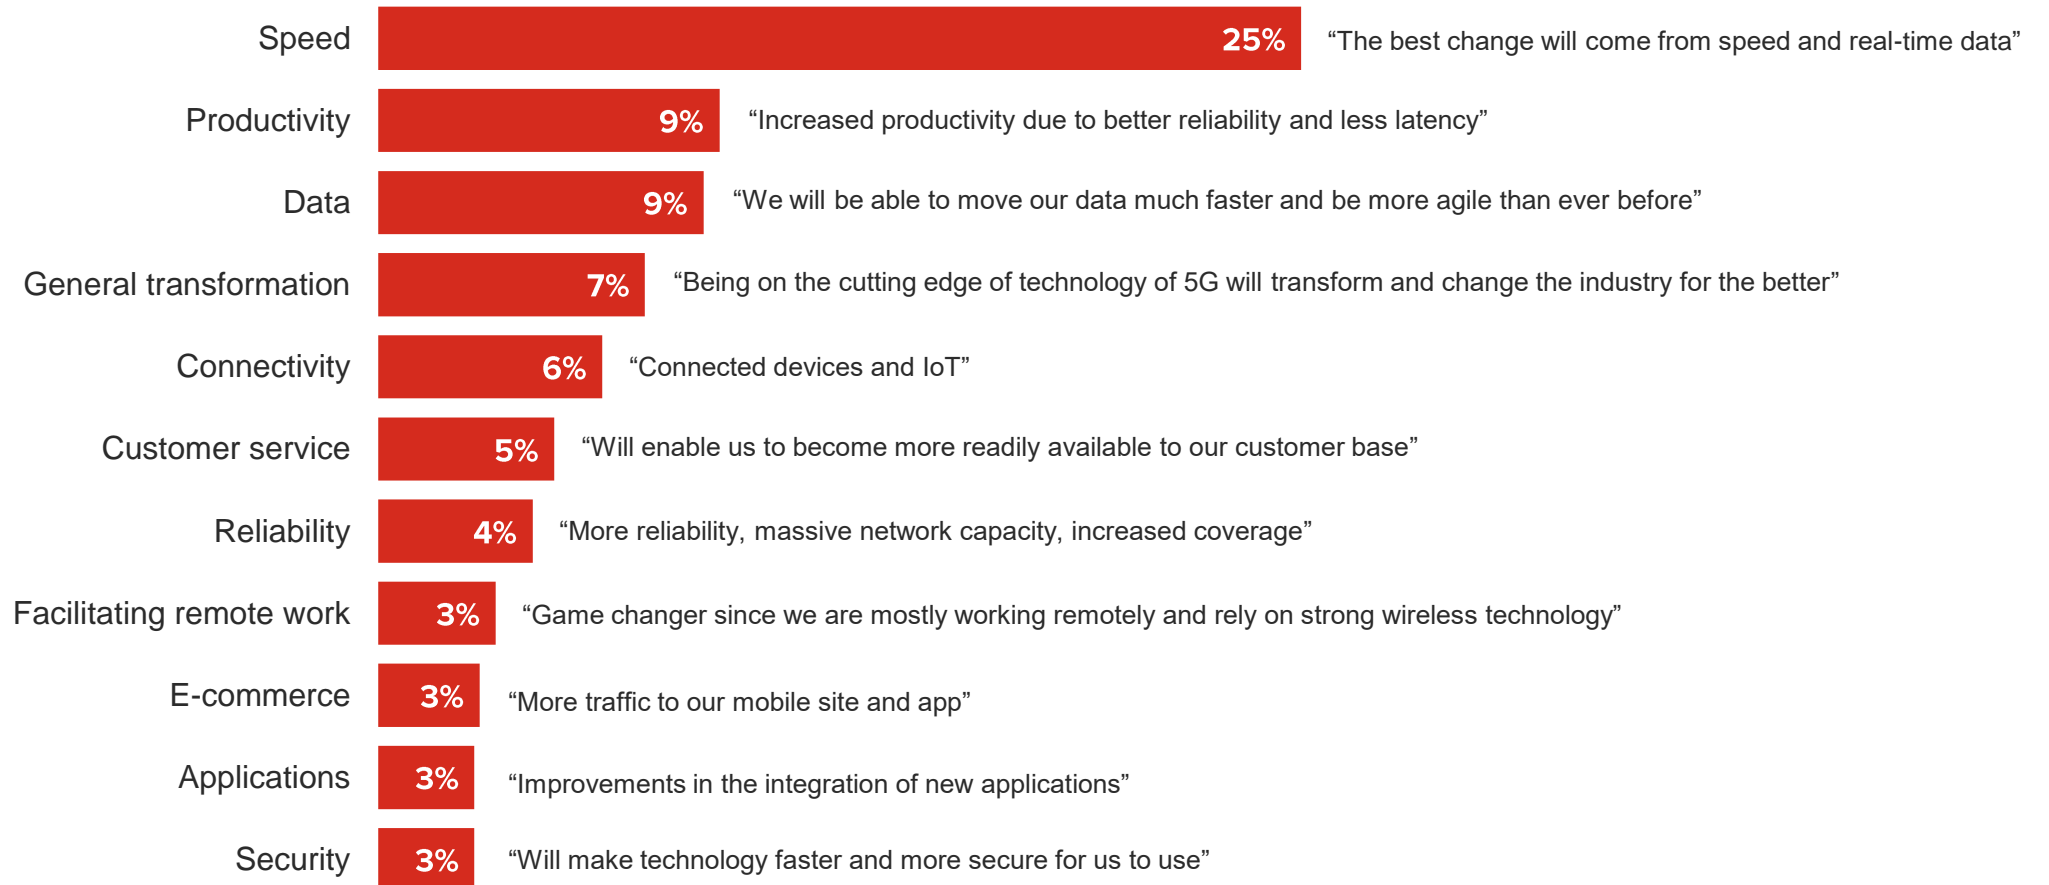 Speed 25% “The best change will come from speed and real-time data”
Productivity 9% “Increased productivity due to better reliability and less latency”
Data 9% “We will be able to move our data much faster and be more agile than ever before”
General transformation 7% “Being on the cutting edge of technology of 5G will transform and change the industry for the better”
Connectivity 6% “Connected devices and IoT”
Customer service 5% “Will enable us to become more readily available to our customer base”
Reliability 4% “More reliability, massive network capacity, increased coverage”
Facilitating remote work 3% “Game changer since we are mostly working remotely and rely on strong wireless technology”
E-commerce 3% “More traffic to our mobile site and app”
Applications 3% “Improvements in the integration of new applications”
Security 3% “Will make technology faster and more secure for us to use”